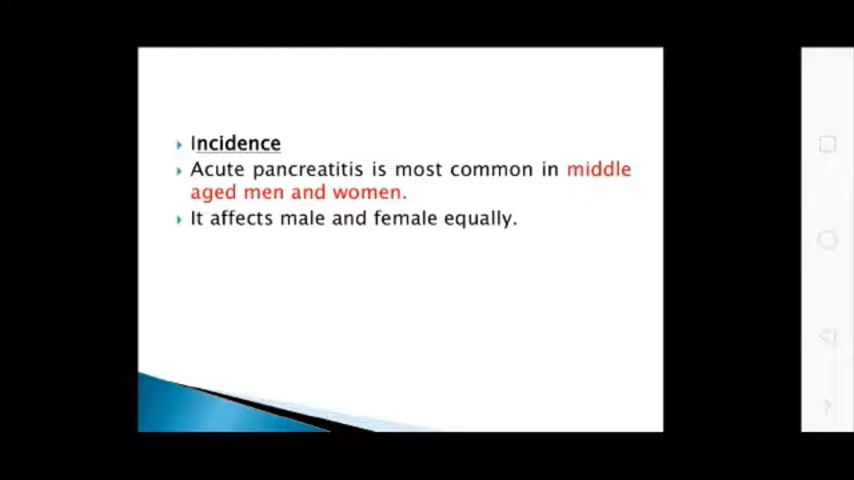 Incidence
Acute pancreatitis is most common in middle
aged men and women.
It affects male and female equally.